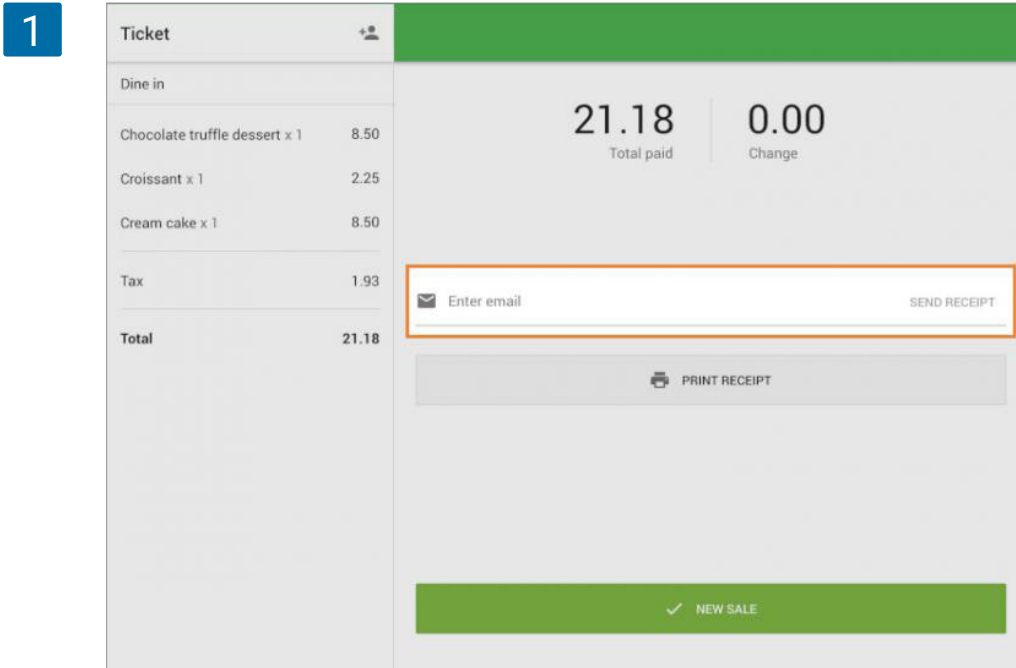 1
Ticket
Dine in
Chocolate truffle dessert x 1 8.50
Croissant x 1 2.25
Cream cake x 1 8.50
Tax 1.93
Total 21.18
21.18 0.00
Total paid Change
Enter email SEND RECEIPT
PRINT RECEIPT
NEW SALE